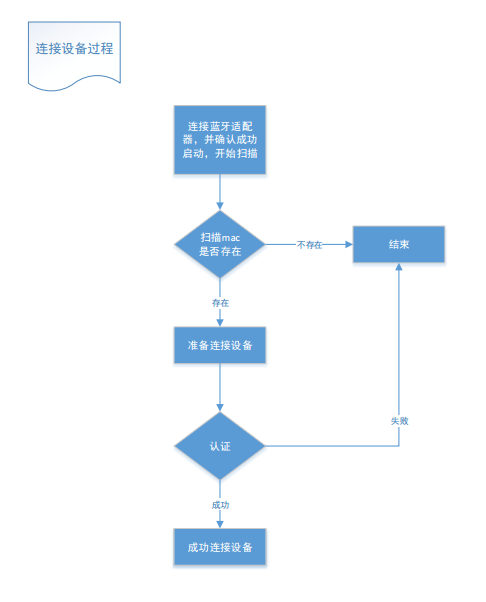 连接设备过程
连接蓝牙适配
器，并确认成功
启动，开始扫描
扫描mac
是否存在
不存在
结束
存在
准备连接设备
失败
认证
成功
成功连接设备